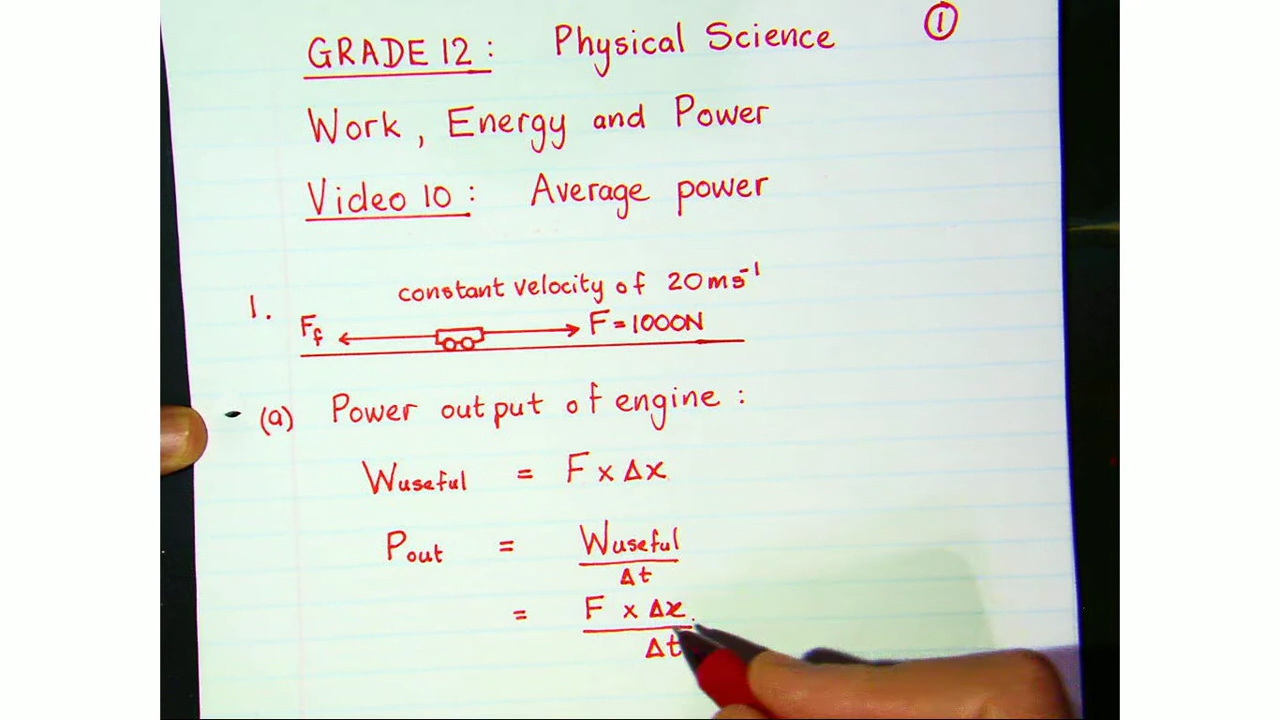 ①
GRADE 12 : Physical Science
Work, Energy and Power
Video 10 : Average power
1. constant velocity of 20 ms⁻¹
Ff F = 1000N
(a) Power output of engine :
Wuseful = F × Δx
Pout = Wuseful
Δt
= F × Δx
Δt